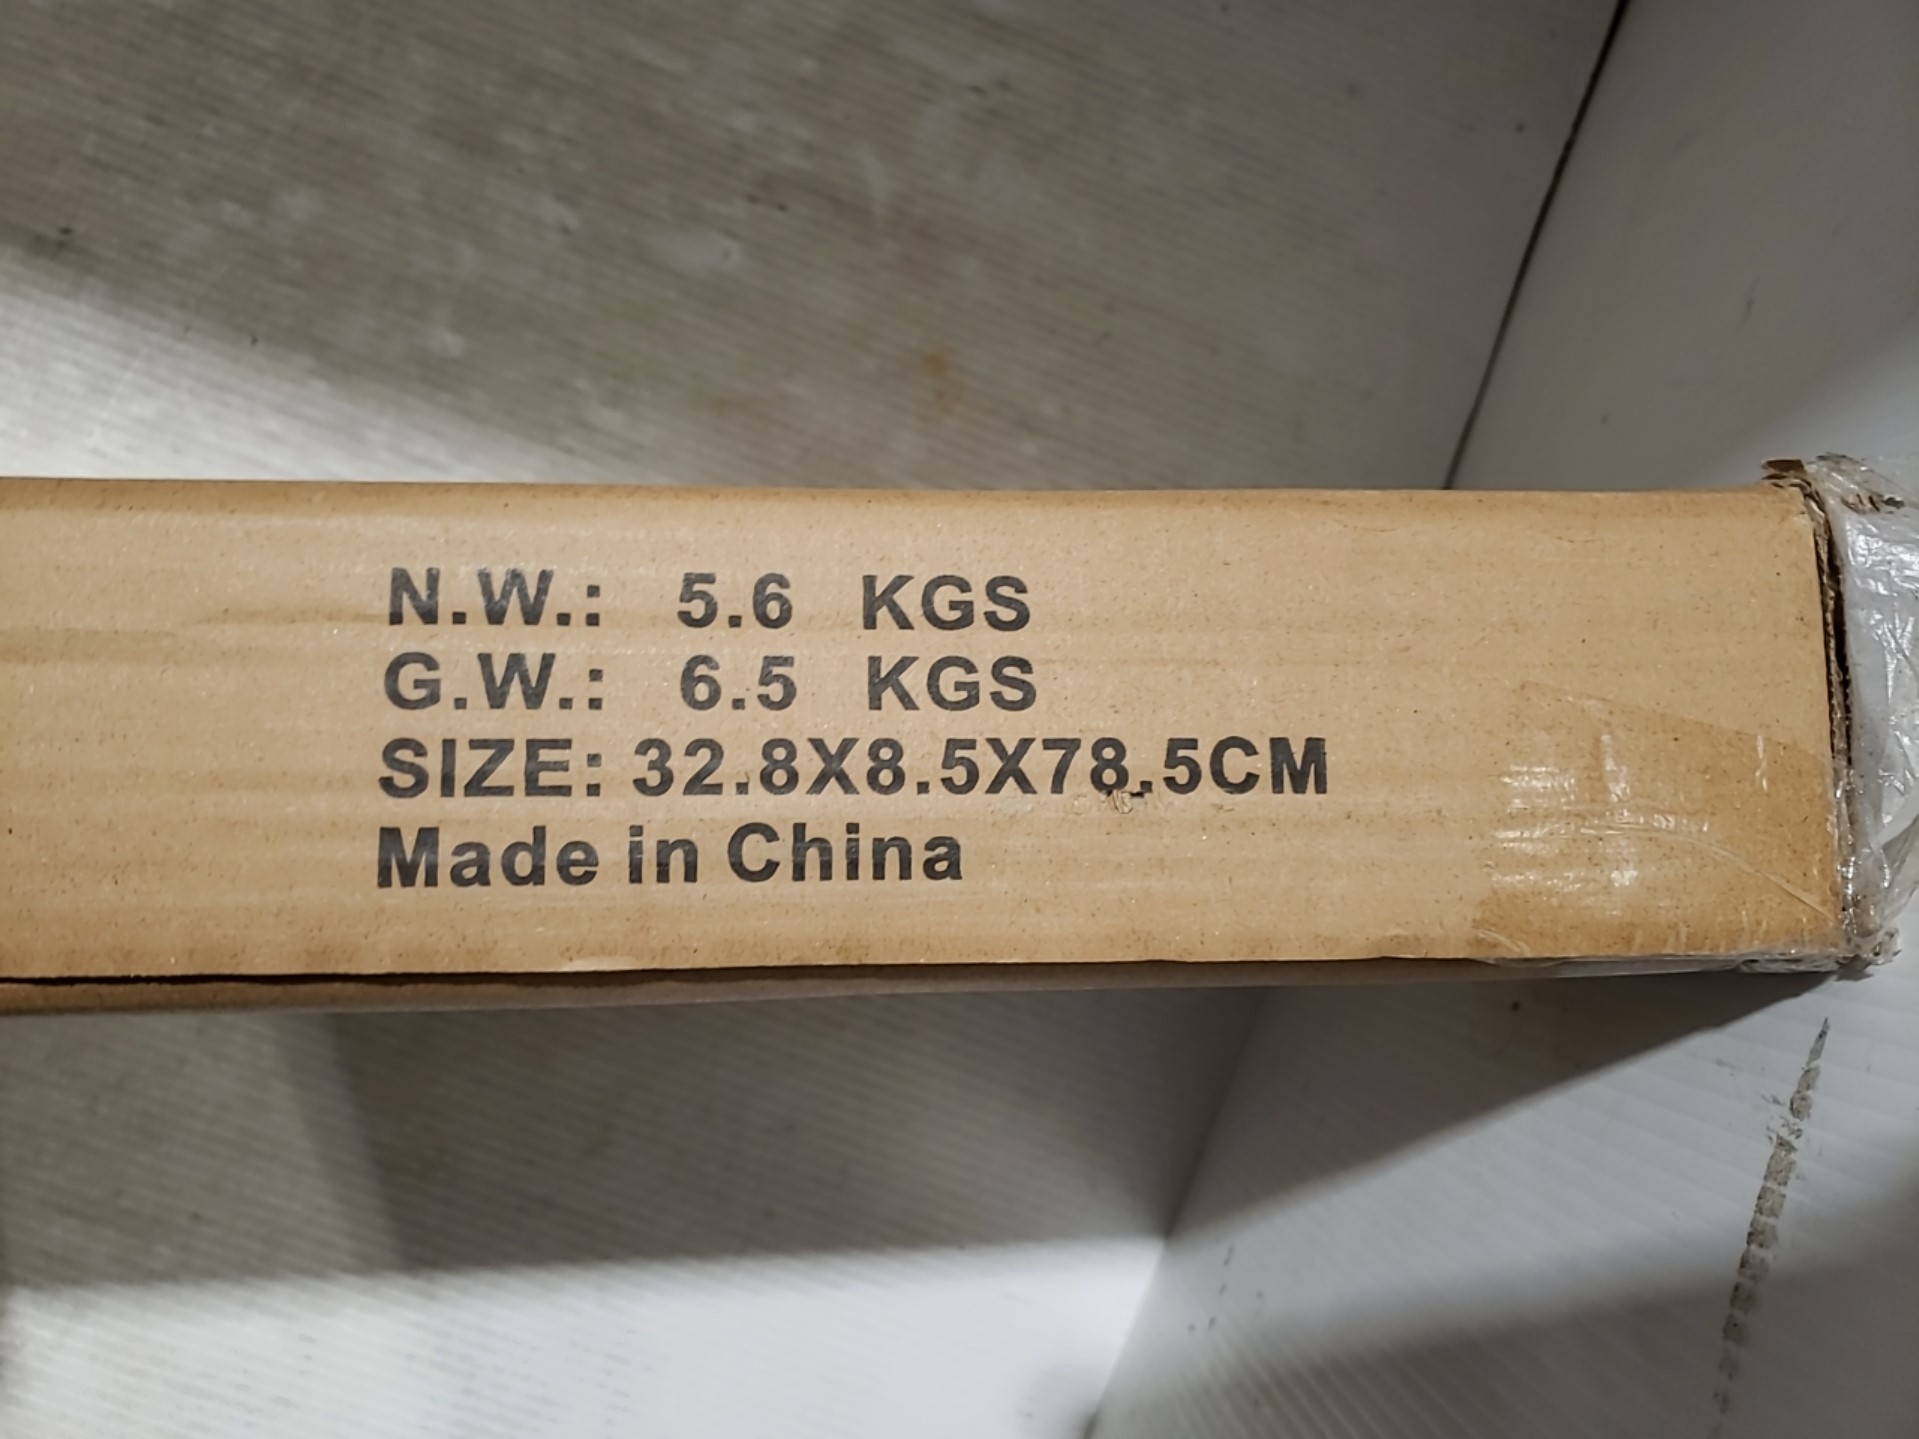 N.W.: 5.6 KGS
G.W.: 6.5 KGS
SIZE: 32.8X8.5X78.5CM
Made in China